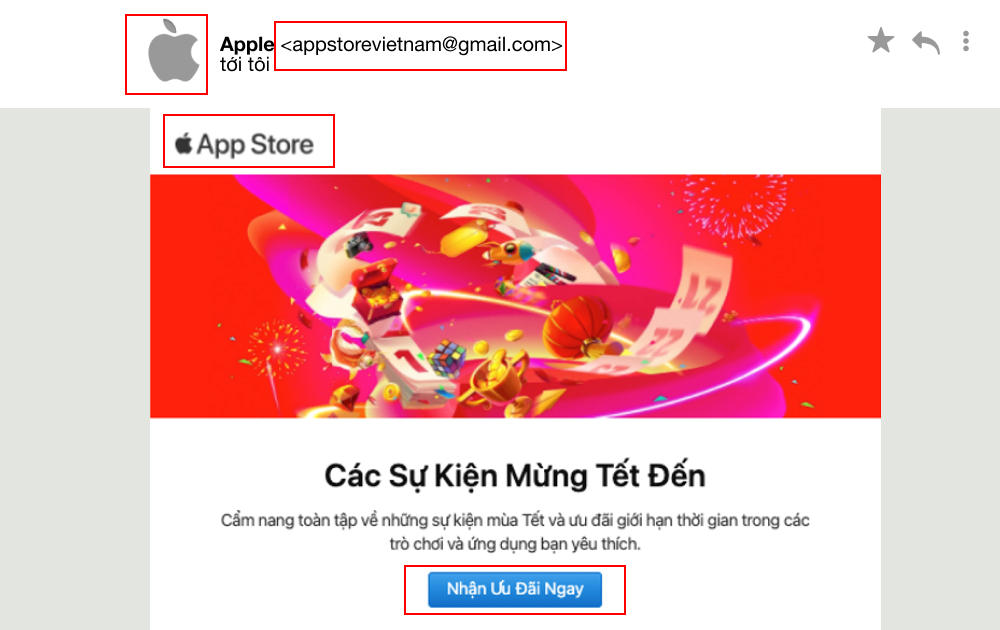 Apple <appstorevietnam@gmail.com>
tới tôi
App Store
Các Sự Kiện Mừng Tết Đến
Cẩm nang toàn tập về những sự kiện mùa Tết và ưu đãi giới hạn thời gian trong các
trò chơi và ứng dụng bạn yêu thích.
Nhận Ưu Đãi Ngay